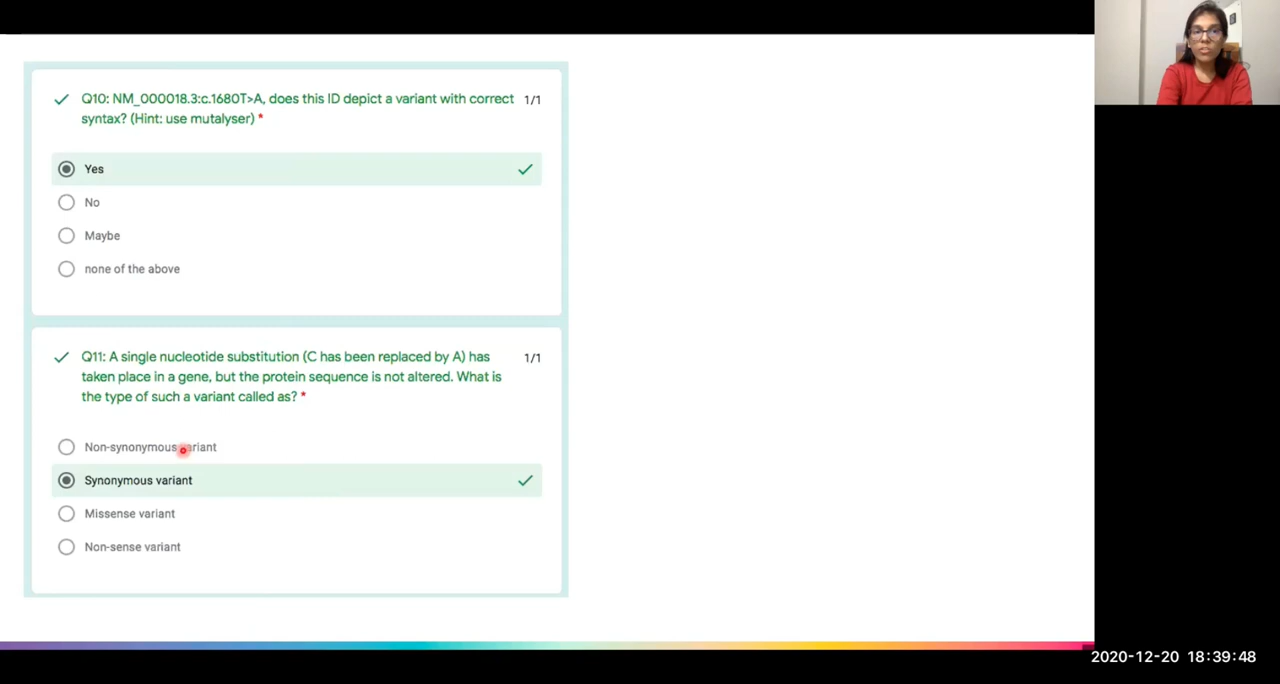 Q10: NM_000018.3:c.1680T>A, does this ID depict a variant with correct 1/1
syntax? (Hint: use mutalyser) *
Yes
No
Maybe
none of the above
Q11: A single nucleotide substitution (C has been replaced by A) has 1/1
taken place in a gene, but the protein sequence is not altered. What is
the type of such a variant called as? *
Non-synonymous variant
Synonymous variant
Missense variant
Non-sense variant
2020-12-20 18:39:48